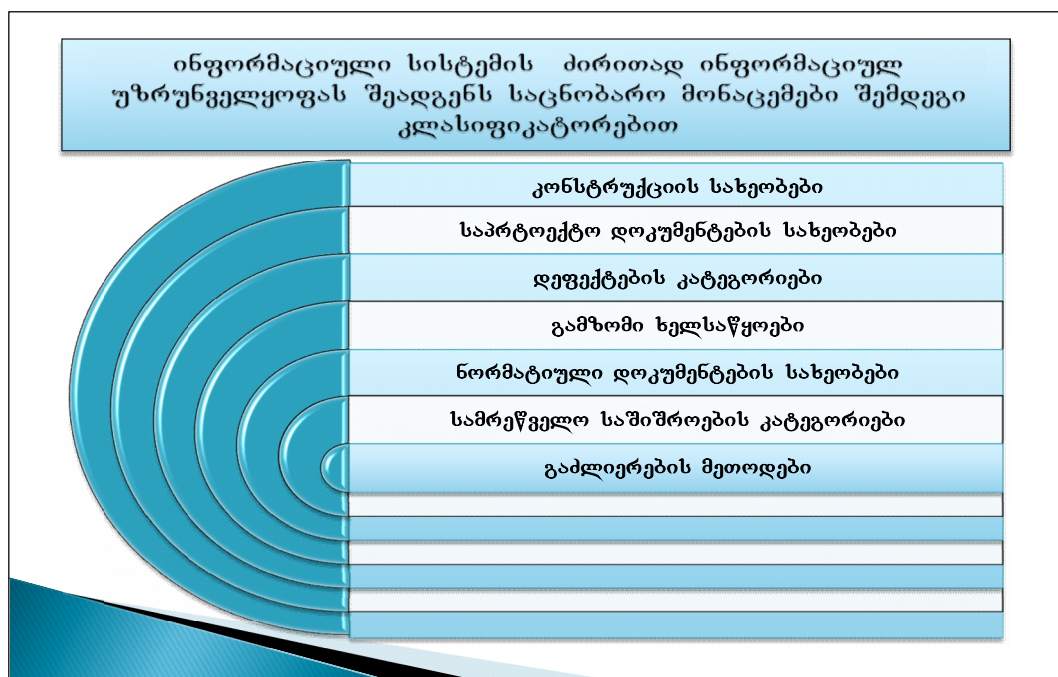 ინფორმაციული სისტემის ძირითად ინფორმაციულ
უზრუნველყოფას შეადგენს საცნობარო მონაცემები შემდეგი
კლასიფიკატორებით
კონსტრუქციის სახეობები
საპრტოექტო დოკუმენტების სახეობები
დეფექტების კატეგორიები
გამზომი ხელსაწყოები
ნორმატიული დოკუმენტების სახეობები
სამრეწველო საშიშროების კატეგორიები
გაძლიერების მეთოდები